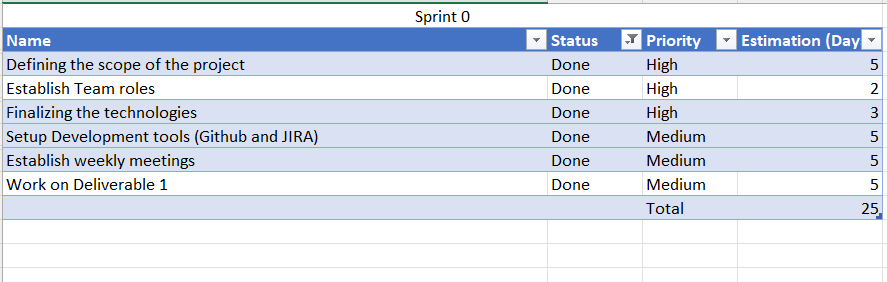 Sprint 0
Name Status Priority Estimation (Day
Defining the scope of the project Done High 5
Establish Team roles Done High 2
Finalizing the technologies Done High 3
Setup Development tools (Github and JIRA) Done Medium 5
Establish weekly meetings Done Medium 5
Work on Deliverable 1 Done Medium 5
Total 25